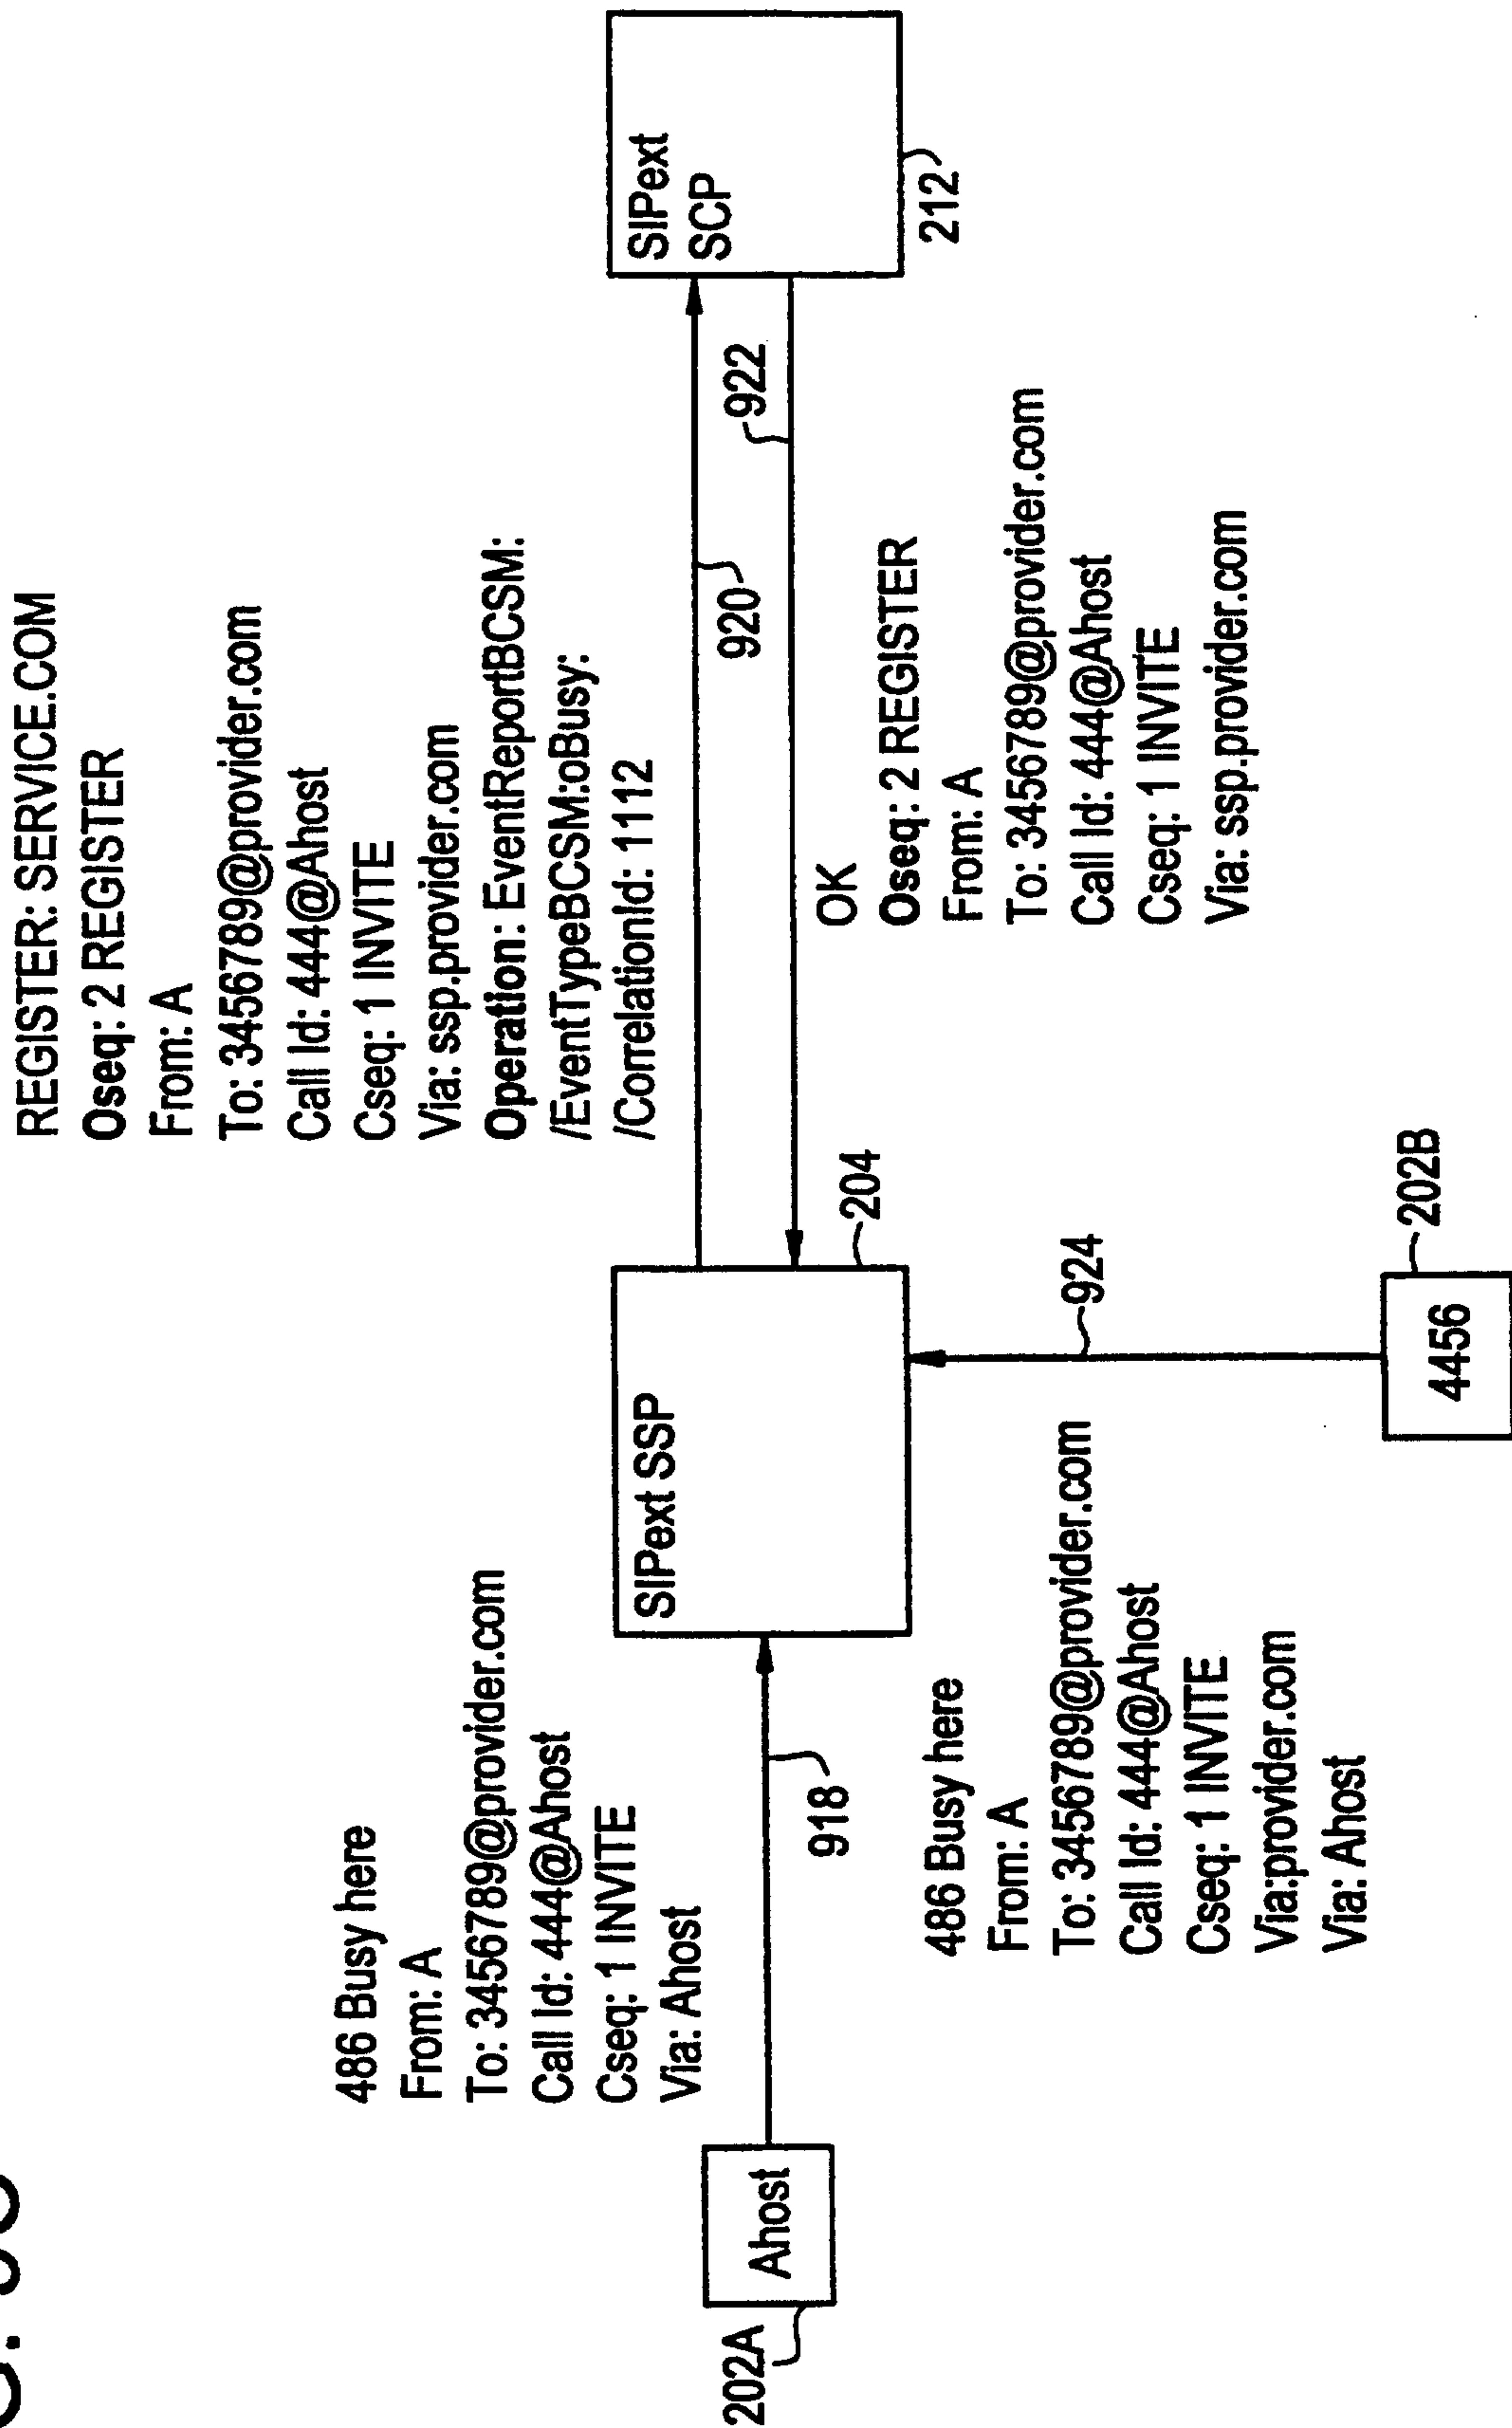 REGISTER: SERVICE.COM
Oseq: 2 REGISTER
From: A
To: 3456789@provider.com
Call Id: 444@Ahost
Cseq: 1 INVITE
Via: ssp.provider.com
Operation: EventReportBCSM:
/EventTypeBCSM:oBusy:
/CorrelationId: 1112
486 Busy here
From: A
To: 3456789@provider.com
Call Id: 444@Ahost
Cseq: 1 INVITE
Via: Ahost
202A
Ahost
918
SIPext SSP
204
920
922
SIPext
SCP
212
OK
Oseq: 2 REGISTER
From: A
To: 3456789@provider.com
Call Id: 444@Ahost
Cseq: 1 INVITE
Via: ssp.provider.com
486 Busy here
From: A
To: 3456789@provider.com
Call Id: 444@Ahost
Cseq: 1 INVITE
Via:provider.com
Via: Ahost
924
4456
202B